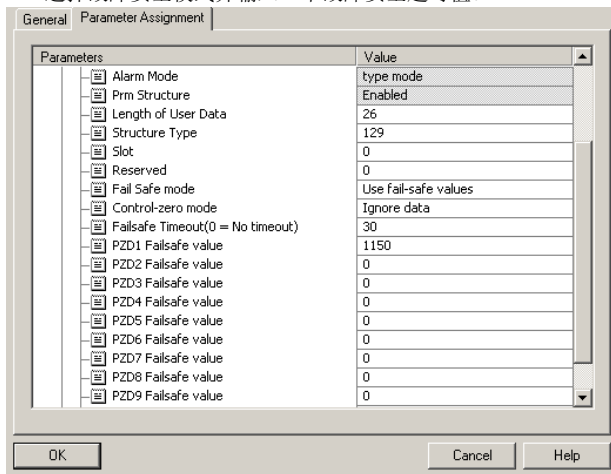 General Parameter Assignment
Parameters Value
Alarm Mode type mode
Prm Structure Enabled
Length of User Data 26
Structure Type 129
Slot 0
Reserved 0
Fail Safe mode Use fail-safe values
Control-zero mode Ignore data
Failsafe Timeout(0 = No timeout) 30
PZD1 Failsafe value 1150
PZD2 Failsafe value 0
PZD3 Failsafe value 0
PZD4 Failsafe value 0
PZD5 Failsafe value 0
PZD6 Failsafe value 0
PZD7 Failsafe value 0
PZD8 Failsafe value 0
PZD9 Failsafe value 0
OK Cancel Help